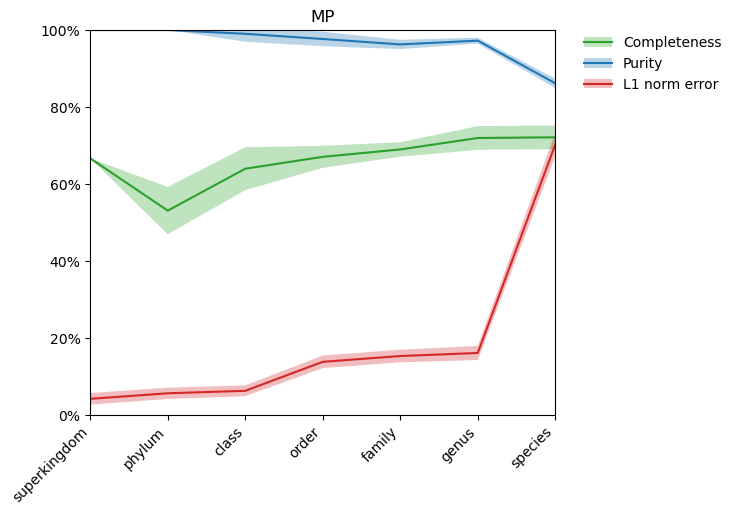 MP
100%
80%
60%
40%
20%
0%
superkingdom
phylum
class
order
family
genus
species
Completeness
Purity
L1 norm error